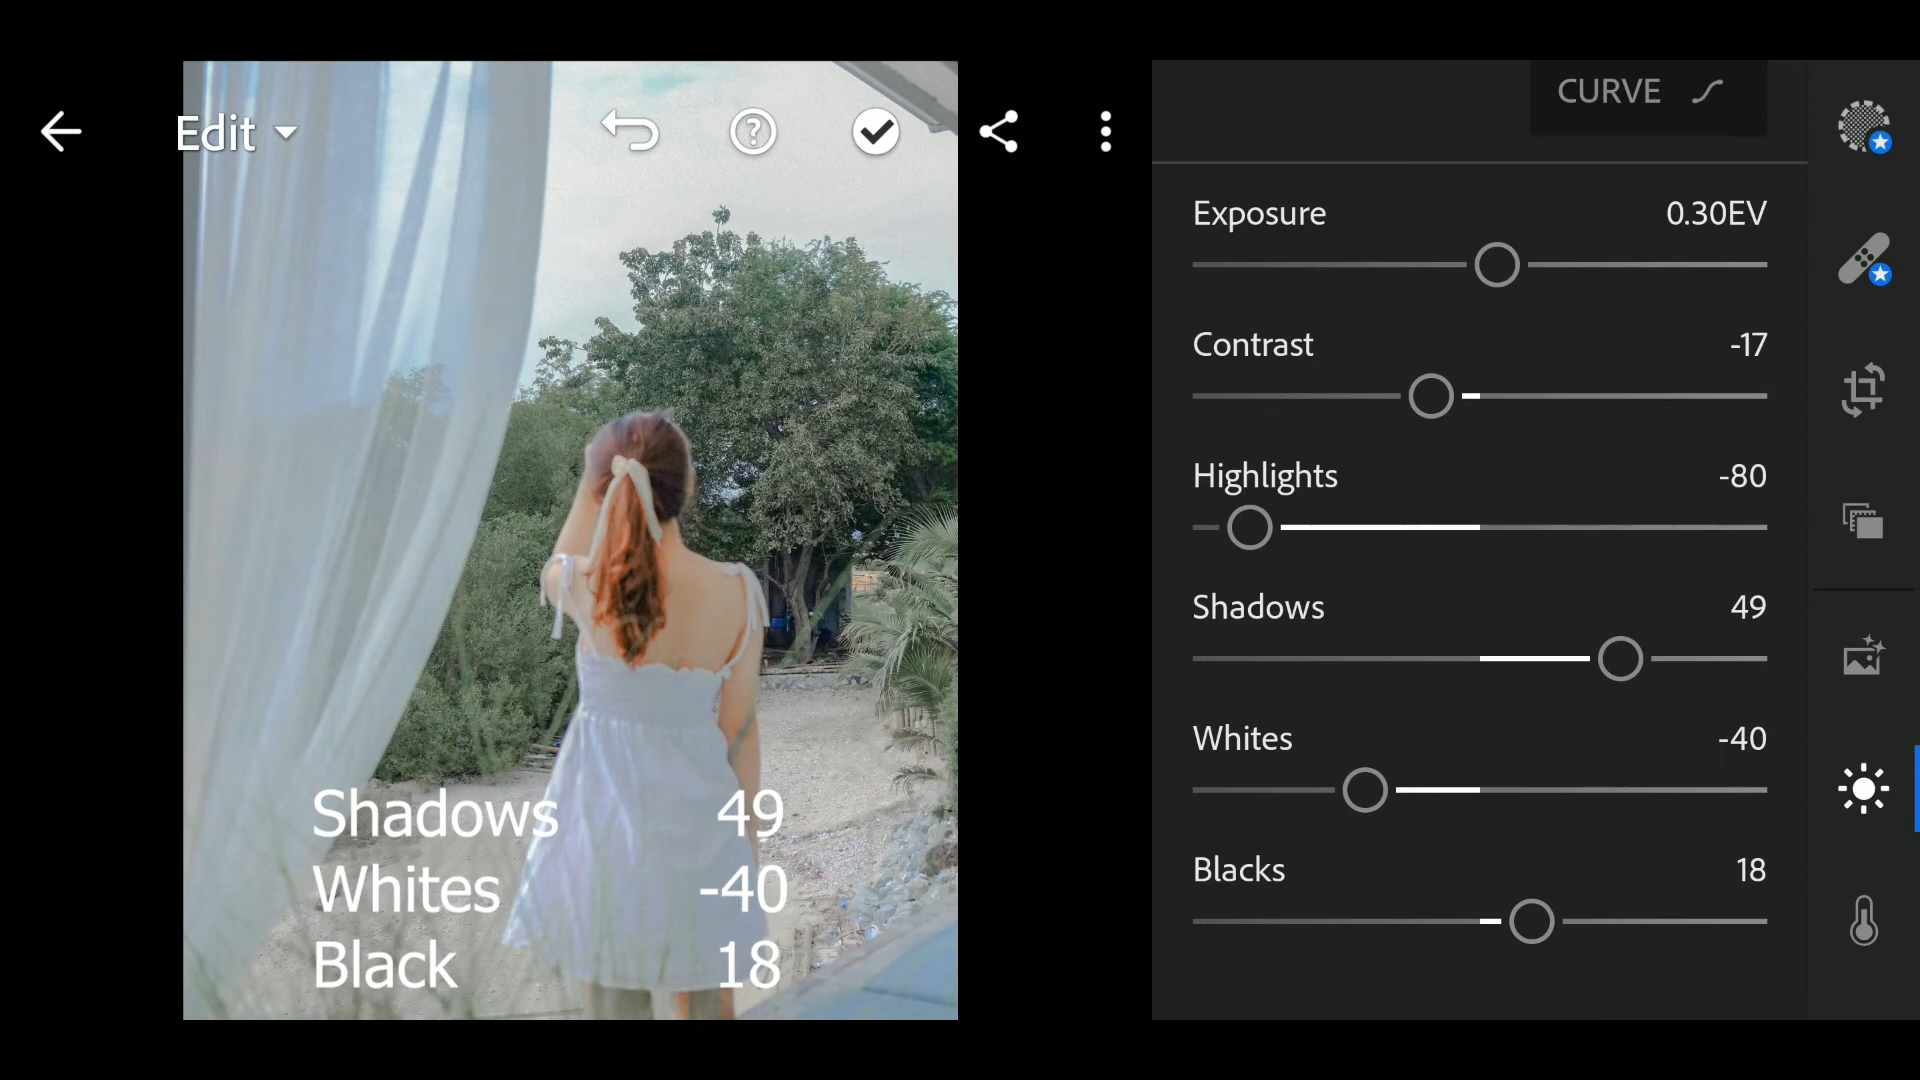 Edit
CURVE
Exposure 0.30EV
Contrast -17
Highlights -80
Shadows 49
Whites -40
Blacks 18
Shadows 49
Whites -40
Black 18